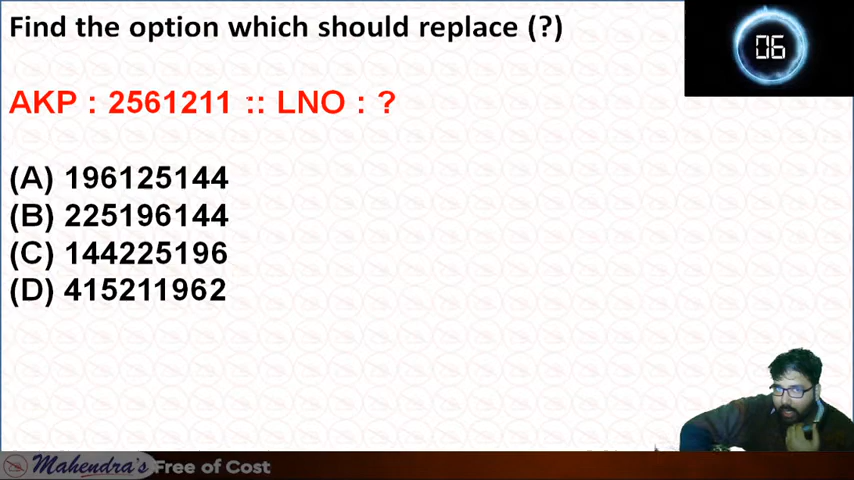 Find the option which should replace (?)
06
AKP : 2561211 :: LNO : ?
(A) 196125144
(B) 225196144
(C) 144225196
(D) 415211962
Mahendra's Free of Cost